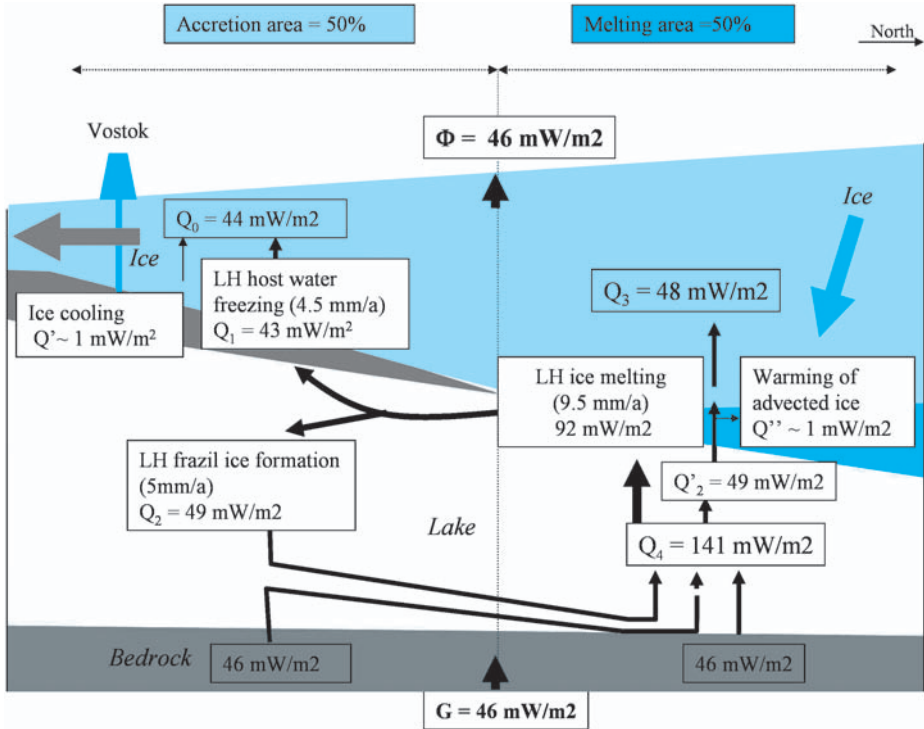 Accretion area = 50%
Melting area =50%
North
Vostok
Φ = 46 mW/m2
Ice
Q₀ = 44 mW/m2
Ice
LH host water
freezing (4.5 mm/a)
Q₁ = 43 mW/m²
Ice cooling
Q'~ 1 mW/m²
Q₃ = 48 mW/m2
LH ice melting
(9.5 mm/a)
92 mW/m2
Warming of
advected ice
Q'' ~ 1 mW/m2
LH frazil ice formation
(5mm/a)
Q₂ = 49 mW/m2
Q'₂ = 49 mW/m2
Lake
Q₄ = 141 mW/m2
Bedrock
46 mW/m2
46 mW/m2
G = 46 mW/m2